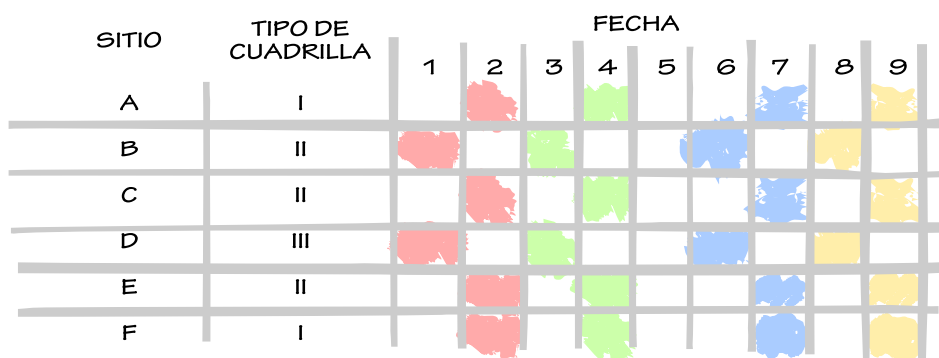 SITIO TIPO DE CUADRILLA FECHA
1 2 3 4 5 6 7 8 9
A I
B II
C II
D III
E II
F I